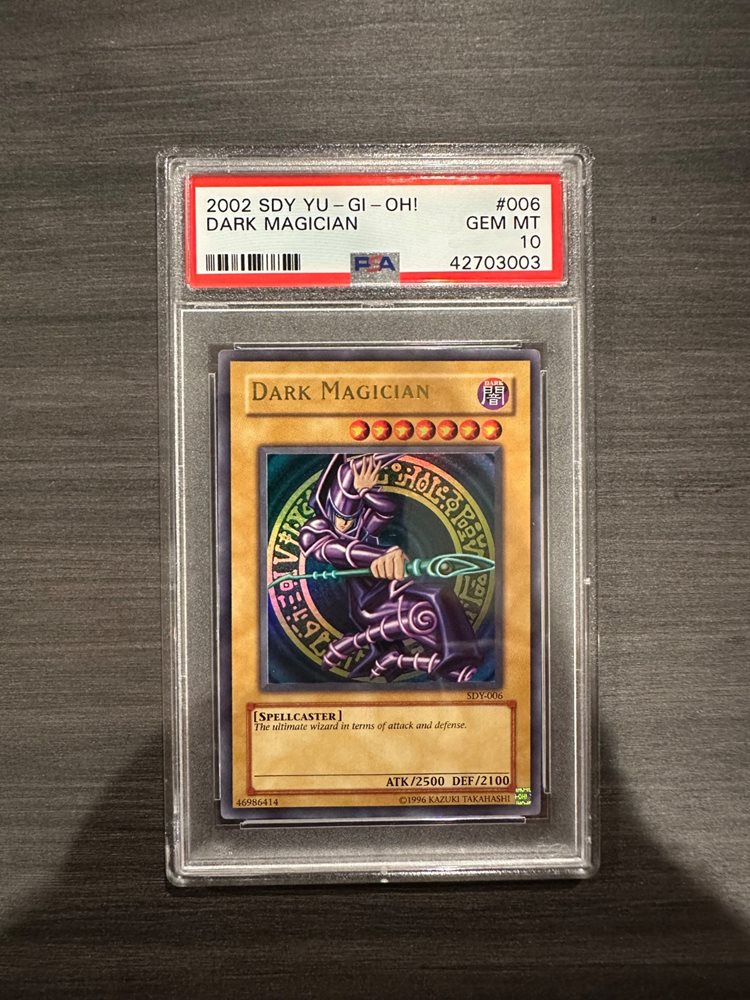 2002 SDY YU-GI-OH! #006
DARK MAGICIAN GEM MT
10
PSA 42703003
DARK MAGICIAN
DARK
闇
SDY-006
[SPELLCASTER]
The ultimate wizard in terms of attack and defense.
ATK/2500 DEF/2100
46986414 ©1996 KAZUKI TAKAHASHI